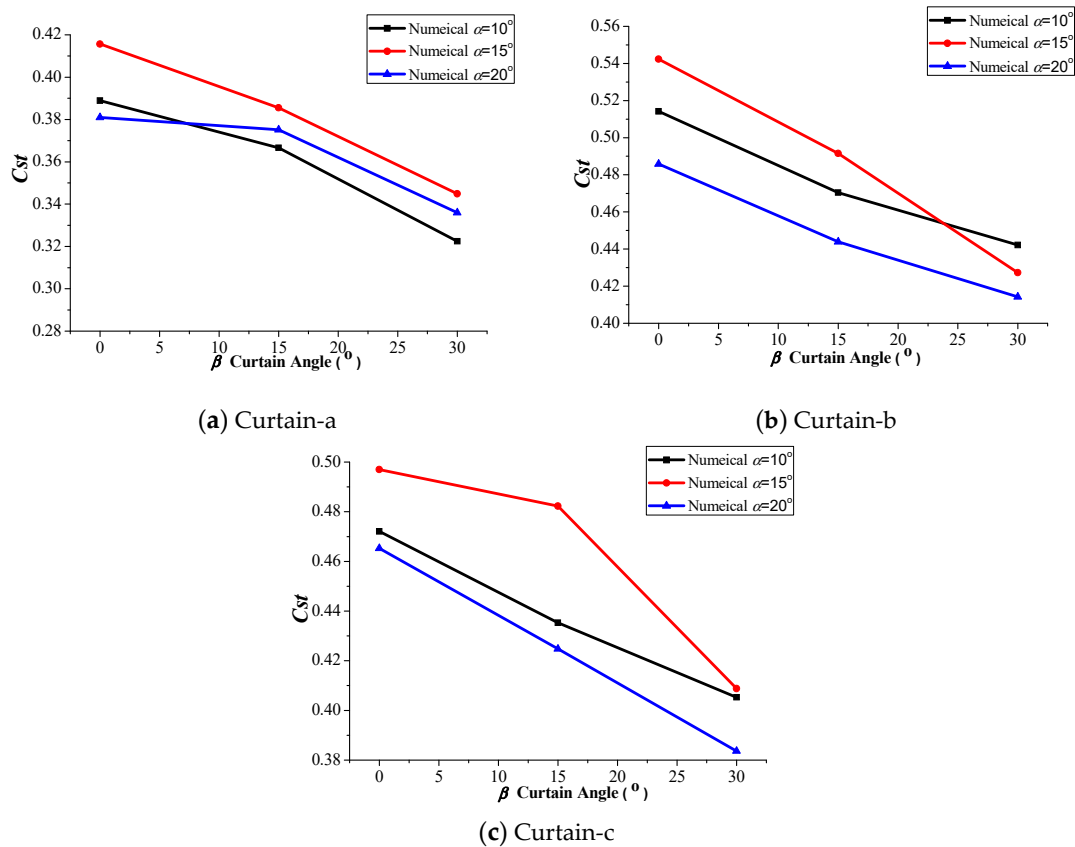 Numeical α=10°
Numeical α=15°
Numeical α=20°
0.42
0.40
0.38
0.36
0.34
0.32
0.30
0.28
Cst
0 5 10 15 20 25 30
β Curtain Angle (°)
(a) Curtain-a
Numeical α=10°
Numeical α=15°
Numeical α=20°
0.56
0.54
0.52
0.50
0.48
0.46
0.44
0.42
0.40
Cst
0 5 10 15 20 25 30
β Curtain Angle (°)
(b) Curtain-b
Numeical α=10°
Numeical α=15°
Numeical α=20°
0.50
0.48
0.46
0.44
0.42
0.40
0.38
Cst
0 5 10 15 20 25 30
β Curtain Angle (°)
(c) Curtain-c